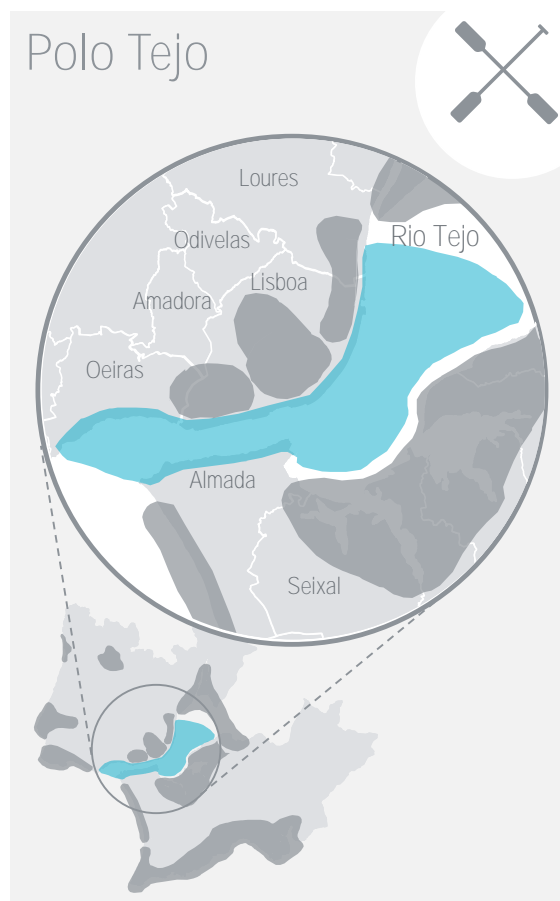 Polo Tejo
Loures
Rio Tejo
Odivelas
Lisboa
Amadora
Oeiras
Almada
Seixal